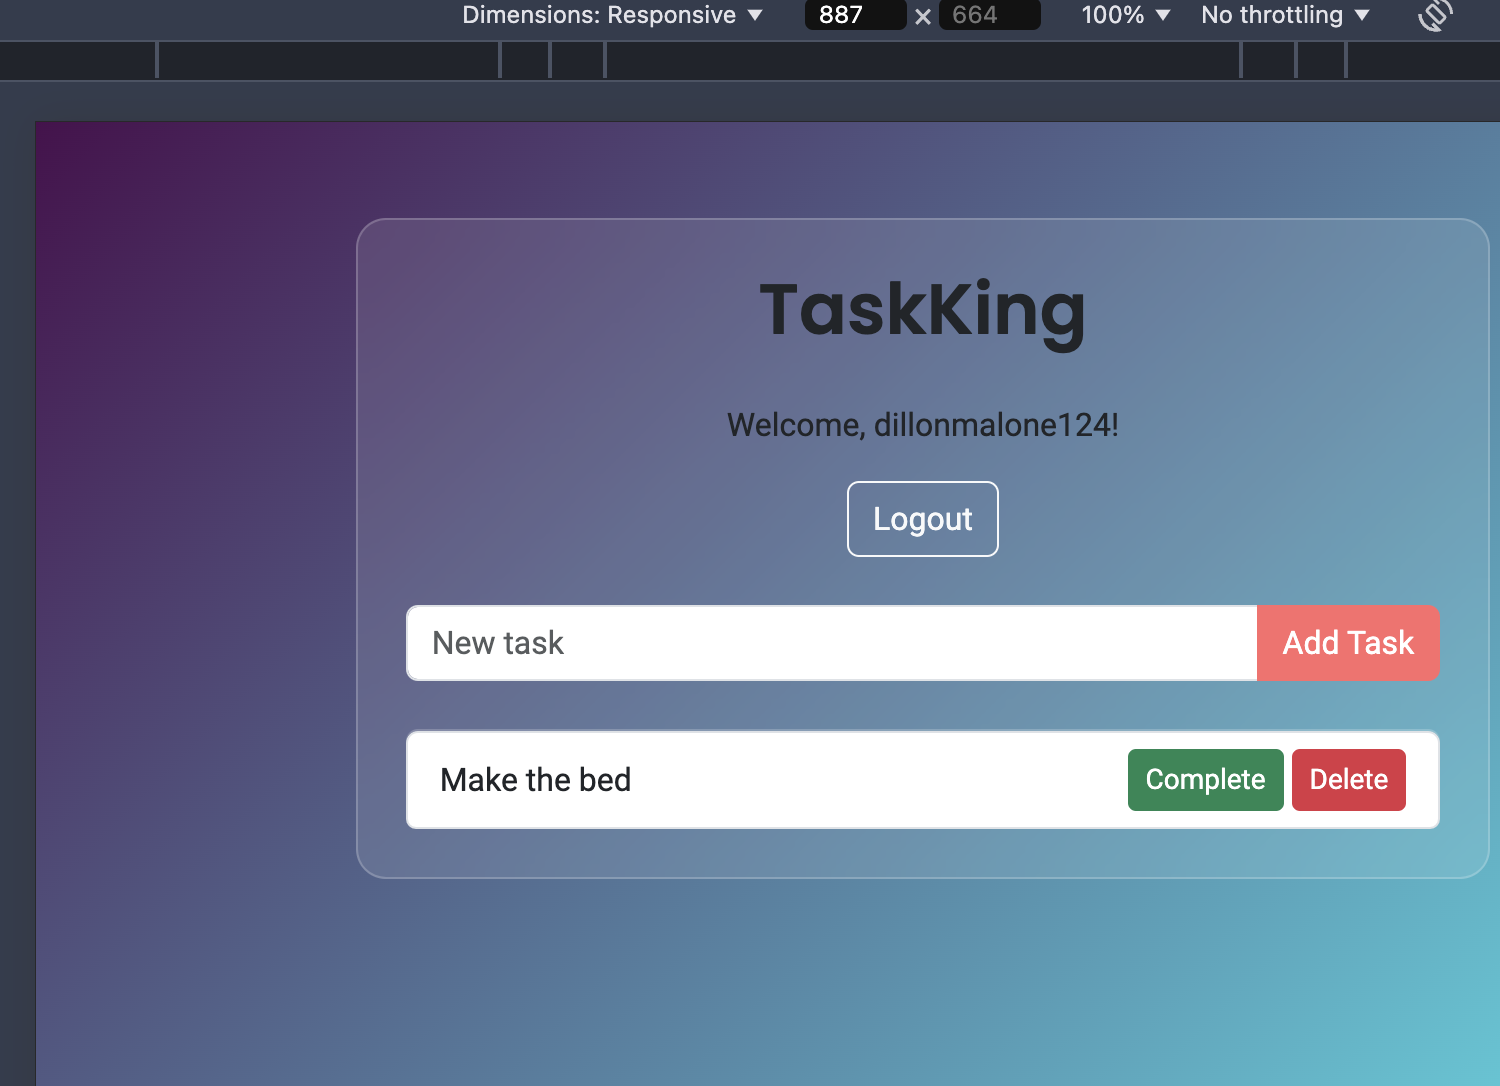 Dimensions: Responsive ▼ 887 × 664 100% ▼ No throttling ▼
TaskKing
Welcome, dillonmalone124!
Logout
New task Add Task
Make the bed Complete Delete